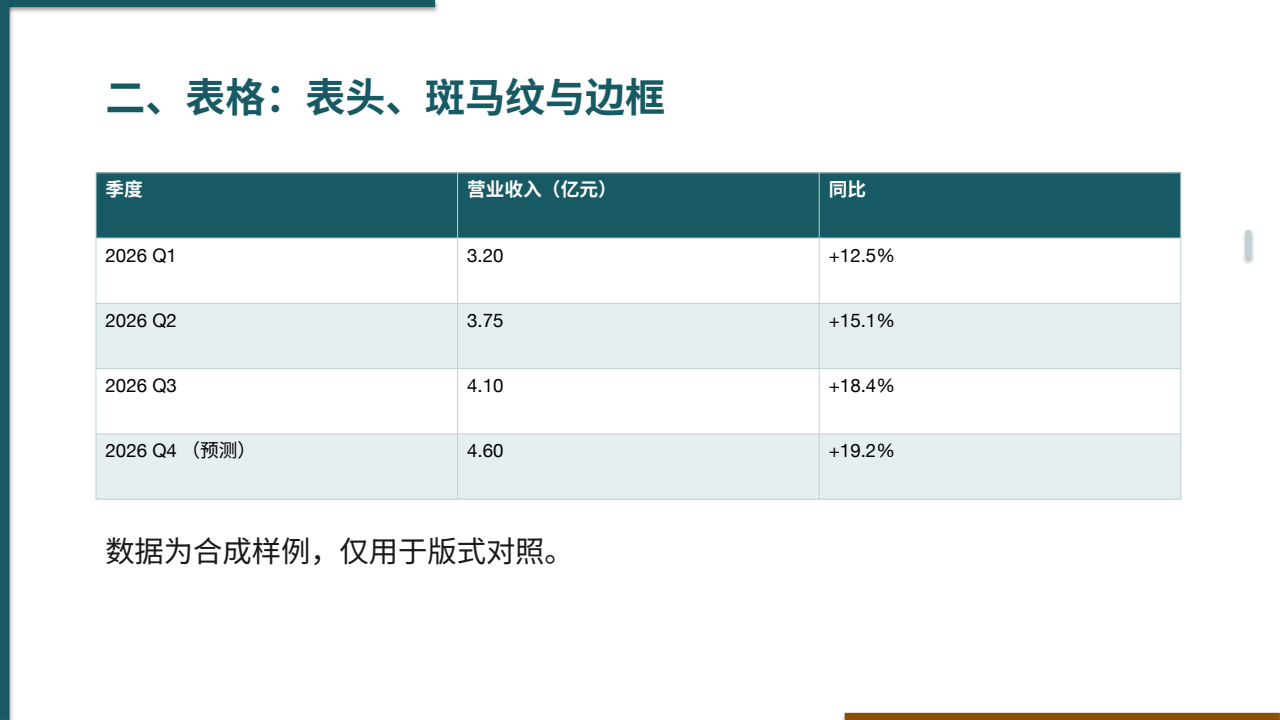 二、表格：表头、斑马纹与边框
季度 营业收入（亿元） 同比
2026 Q1 3.20 +12.5%
2026 Q2 3.75 +15.1%
2026 Q3 4.10 +18.4%
2026 Q4 （预测） 4.60 +19.2%
数据为合成样例，仅用于版式对照。